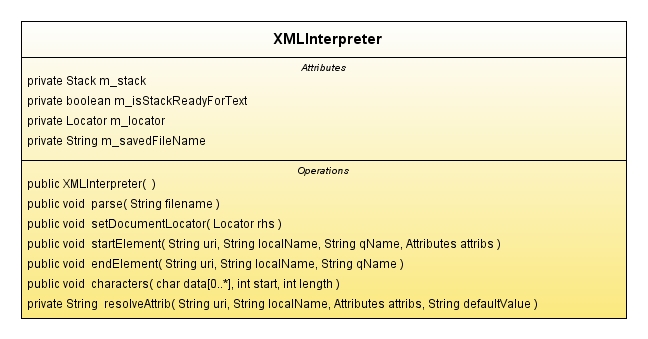 XMLInterpreter
Attributes
private Stack m_stack
private boolean m_isStackReadyForText
private Locator m_locator
private String m_savedFileName
Operations
public XMLInterpreter( )
public void parse( String filename )
public void setDocumentLocator( Locator rhs )
public void startElement( String uri, String localName, String qName, Attributes attribs )
public void endElement( String uri, String localName, String qName )
public void characters( char data[0..*], int start, int length )
private String resolveAttrib( String uri, String localName, Attributes attribs, String defaultValue )